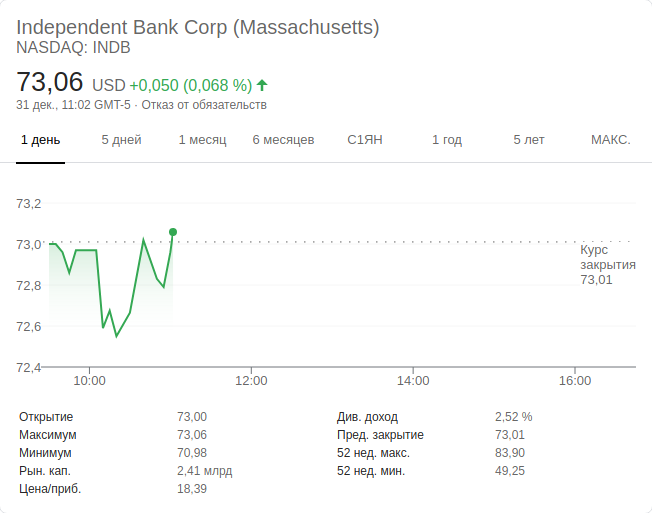 Independent Bank Corp (Massachusetts)
NASDAQ: INDB
73,06 USD +0,050 (0,068 %)
31 дек., 11:02 GMT-5 · Отказ от обязательств
1 день 5 дней 1 месяц 6 месяцев С1ЯН 1 год 5 лет МАКС.
73,2
73,0
Курс
закрытия
73,01
72,8
72,6
72,4
10:00 12:00 14:00 16:00
Открытие 73,00 Див. доход 2,52 %
Максимум 73,06 Пред. закрытие 73,01
Минимум 70,98 52 нед. макс. 83,90
Рын. кап. 2,41 млрд 52 нед. мин. 49,25
Цена/приб. 18,39